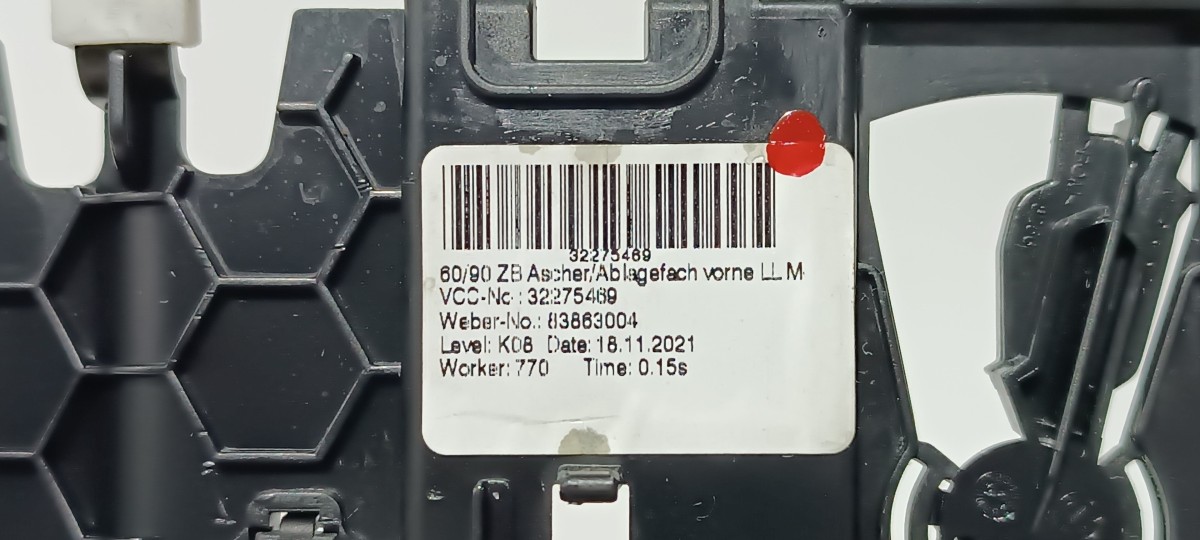 32275469
60/90 ZB Ascher/Ablagefach vorne LL M
VCC-No.: 32275469
Weber-No.: 83863004
Level: K08 Date: 18.11.2021
Worker: 770 Time: 0.15s